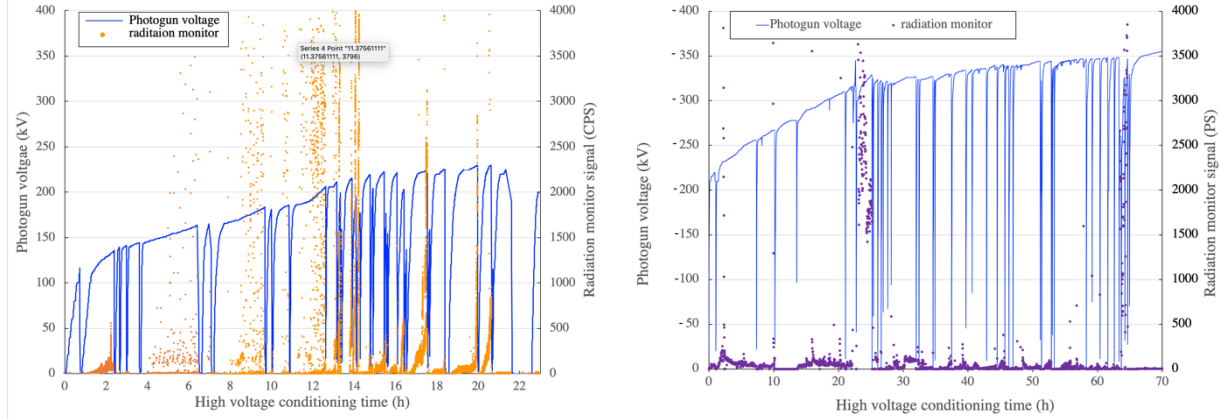 - 400
4000
Photogun voltage
raditaion monitor
350
3500
Series 4 Point "11.37561111"
(11.37561111, 3796)
300
3000
250
2500
200
2000
150
1500
100
1000
50
500
0
0
0 2 4 6 8 10 12 14 16 18 20 22
Photogun voltgae (kV)
Radiation monitor signal (CPS)
High voltage conditioning time (h)
- 400
4000
Photogun voltage
radiation monitor
- 350
3500
- 300
3000
- 250
2500
- 200
2000
- 150
1500
- 100
1000
- 50
500
0
0
0 10 20 30 40 50 60 70
Photogun voltage (kV)
Radiation monitor signal (PS)
High voltage conditioning time (h)